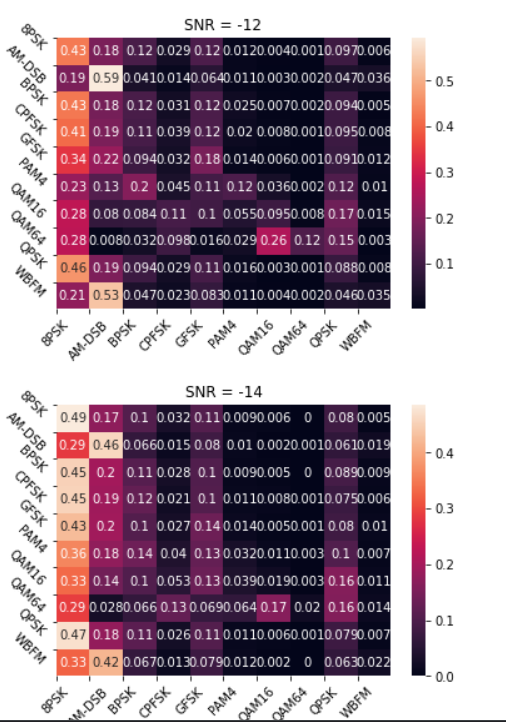 SNR = -12
8PSK 0.43 0.18 0.12 0.029 0.12 0.012 0.004 0.001 0.097 0.006
AM-DSB 0.19 0.59 0.041 0.014 0.064 0.011 0.003 0.002 0.047 0.036
BPSK 0.43 0.18 0.12 0.031 0.12 0.025 0.007 0.002 0.094 0.005
CPFSK 0.41 0.19 0.11 0.039 0.12 0.02 0.008 0.001 0.095 0.008
GFSK 0.34 0.22 0.094 0.032 0.18 0.014 0.006 0.001 0.091 0.012
PAM4 0.23 0.13 0.2 0.045 0.11 0.12 0.036 0.002 0.12 0.01
QAM16 0.28 0.08 0.084 0.11 0.1 0.055 0.095 0.008 0.17 0.015
QAM64 0.28 0.008 0.032 0.098 0.016 0.029 0.26 0.12 0.15 0.003
QPSK 0.46 0.19 0.094 0.029 0.11 0.016 0.003 0.001 0.088 0.008
WBFM 0.21 0.53 0.047 0.023 0.083 0.011 0.004 0.002 0.046 0.035
8PSK AM-DSB BPSK CPFSK GFSK PAM4 QAM16 QAM64 QPSK WBFM
0.5
0.4
0.3
0.2
0.1
SNR = -14
8PSK 0.49 0.17 0.1 0.032 0.11 0.009 0.006 0 0.08 0.005
AM-DSB 0.29 0.46 0.066 0.015 0.08 0.01 0.002 0.001 0.061 0.019
BPSK 0.45 0.2 0.11 0.028 0.1 0.009 0.005 0 0.089 0.009
CPFSK 0.45 0.19 0.12 0.021 0.1 0.011 0.008 0.001 0.075 0.006
GFSK 0.43 0.2 0.1 0.027 0.14 0.014 0.005 0.001 0.08 0.01
PAM4 0.36 0.18 0.14 0.04 0.13 0.032 0.011 0.003 0.1 0.007
QAM16 0.33 0.14 0.1 0.053 0.13 0.039 0.019 0.003 0.16 0.011
QAM64 0.29 0.028 0.066 0.13 0.069 0.064 0.17 0.02 0.16 0.014
QPSK 0.47 0.18 0.11 0.026 0.11 0.011 0.006 0.001 0.079 0.007
WBFM 0.33 0.42 0.067 0.013 0.079 0.012 0.002 0 0.063 0.022
8PSK AM-DSB BPSK CPFSK GFSK PAM4 QAM16 QAM64 QPSK WBFM
0.4
0.3
0.2
0.1
0.0